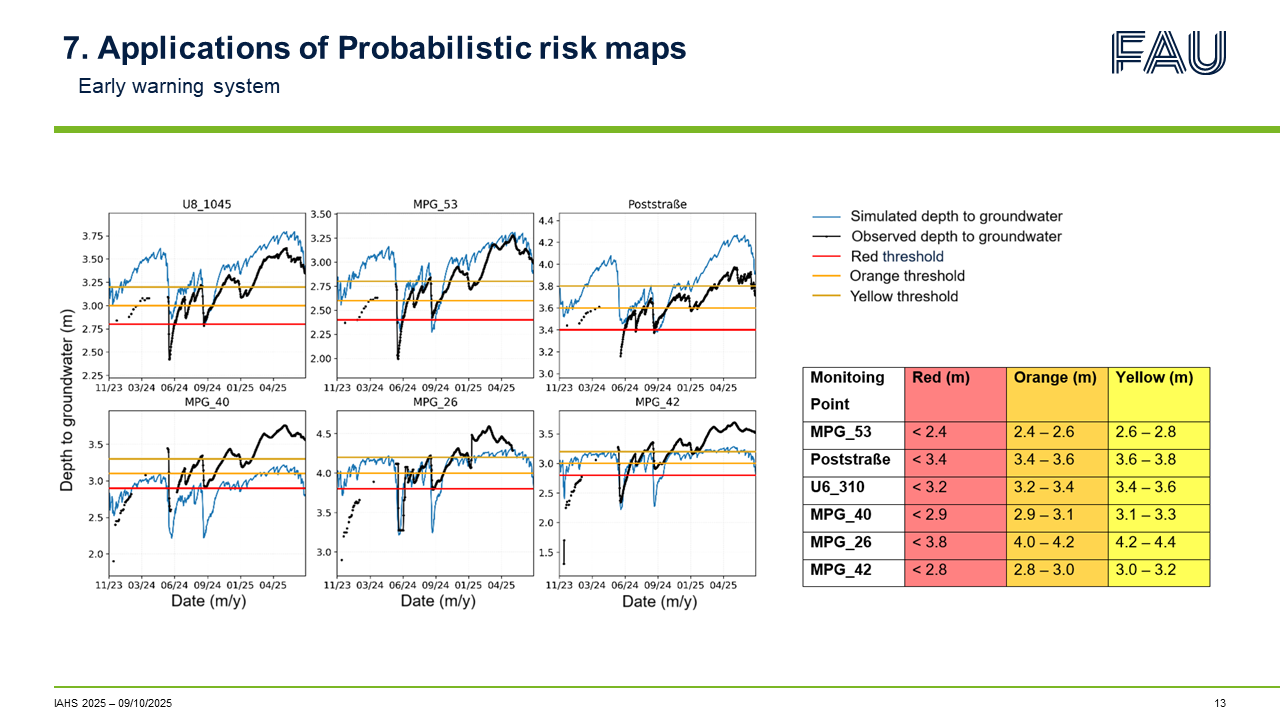 7. Applications of Probabilistic risk maps
Early warning system
FAU
U8_1045
MPG_53
Poststraße
3.75
3.50
3.25
3.00
2.75
2.50
2.25
3.50
3.25
3.00
2.75
2.50
2.25
2.00
4.4
4.2
4.0
3.8
3.6
3.4
3.2
3.0
11/23 03/24 06/24 09/24 01/25 04/25
11/23 03/24 06/24 09/24 01/25 04/25
11/23 03/24 06/24 09/24 01/25 04/25
MPG_40
MPG_26
MPG_42
3.5
3.0
2.5
2.0
4.5
4.0
3.5
3.0
3.5
3.0
2.5
2.0
1.5
11/23 03/24 06/24 09/24 01/25 04/25
11/23 03/24 06/24 09/24 01/25 04/25
11/23 03/24 06/24 09/24 01/25 04/25
Depth to groundwater (m)
Date (m/y)
Date (m/y)
Date (m/y)
Simulated depth to groundwater
Observed depth to groundwater
Red threshold
Orange threshold
Yellow threshold
Monitoing Point Red (m) Orange (m) Yellow (m)
MPG_53 < 2.4 2.4 – 2.6 2.6 – 2.8
Poststraße < 3.4 3.4 – 3.6 3.6 – 3.8
U6_310 < 3.2 3.2 – 3.4 3.4 – 3.6
MPG_40 < 2.9 2.9 – 3.1 3.1 – 3.3
MPG_26 < 3.8 4.0 – 4.2 4.2 – 4.4
MPG_42 < 2.8 2.8 – 3.0 3.0 – 3.2
IAHS 2025 – 09/10/2025
13